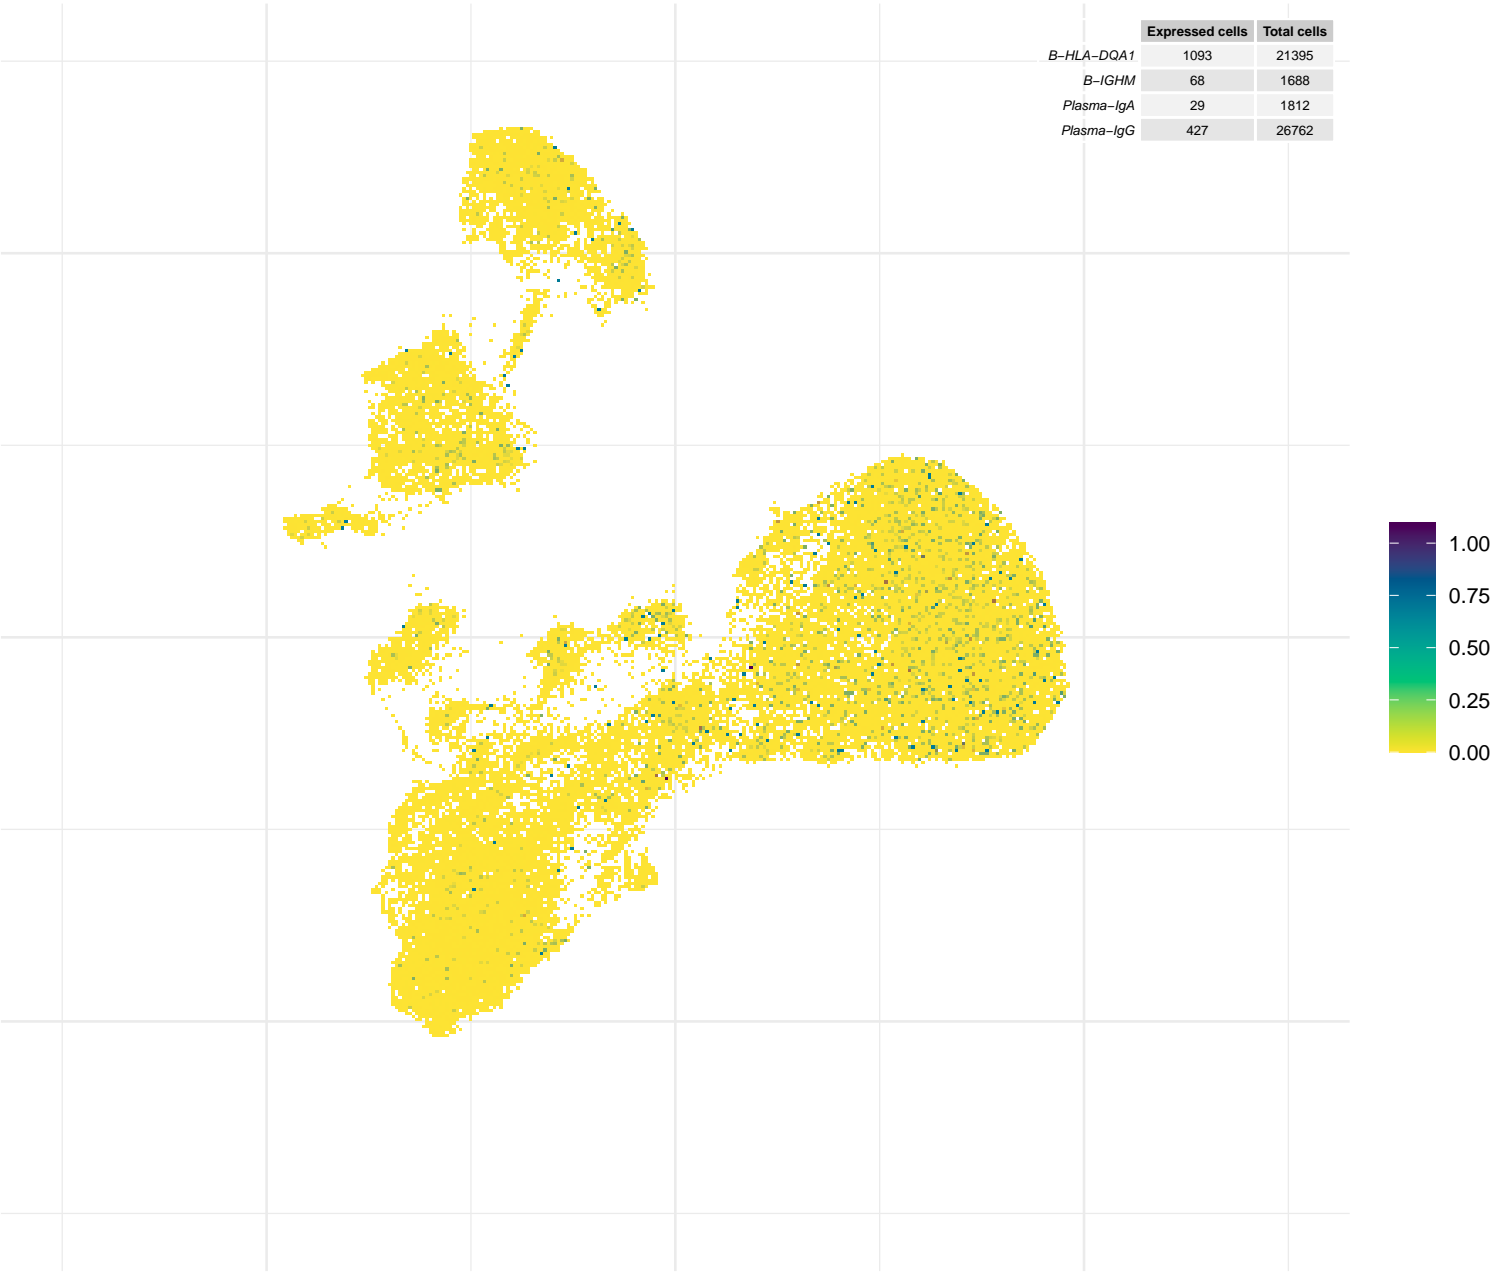 Expressed cells Total cells
B−HLA−DQA1 1093 21395
B−IGHM 68 1688
Plasma−IgA 29 1812
Plasma−IgG 427 26762
1.00
0.75
0.50
0.25
0.00